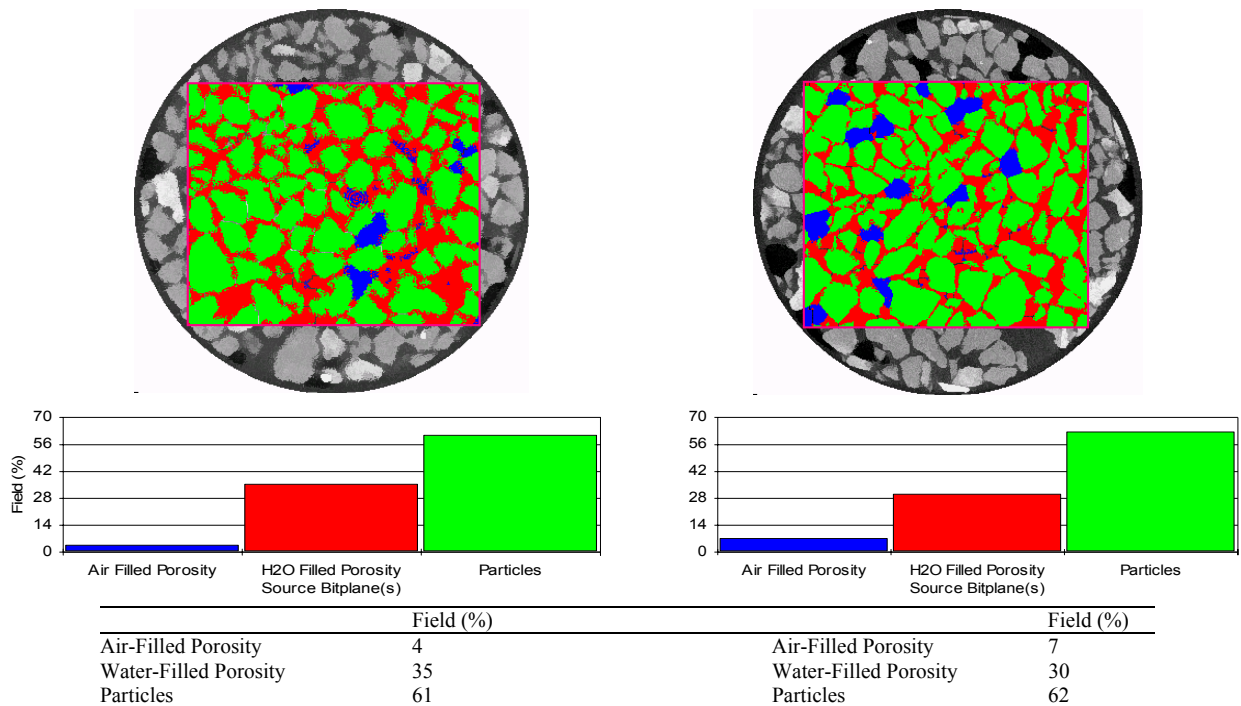 70
56
42
28
14
0
Field (%)
Air Filled Porosity H2O Filled Porosity Particles
Source Bitplane(s)
70
56
42
28
14
0
Air Filled Porosity H2O Filled Porosity Particles
Source Bitplane(s)
Field (%) Field (%)
Air-Filled Porosity 4 Air-Filled Porosity 7
Water-Filled Porosity 35 Water-Filled Porosity 30
Particles 61 Particles 62